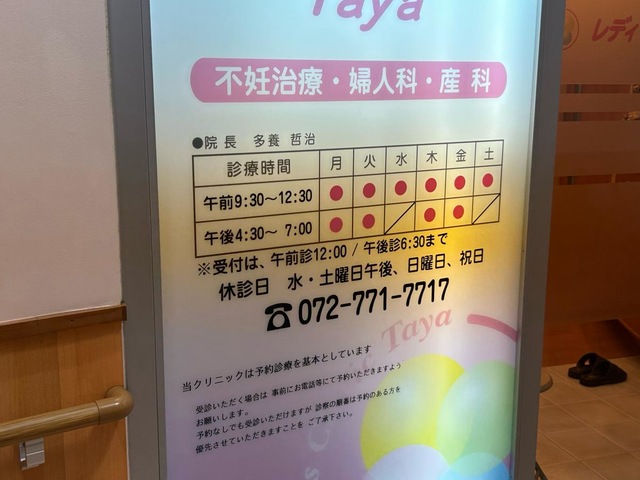 Taya
レディ
不妊治療・婦人科・産 科
●院 長 多養 哲治
診療時間 月 火 水 木 金 土
午前9:30〜12:30 ● ● ● ● ● ●
午後4:30〜 7:00 ● ● ／ ● ● ／
※受付は、午前診12:00 / 午後診6:30まで
休診日 水・土曜日午後、日曜日、祝日
☎072-771-7717
Taya
当クリニックは予約診療を基本としています
受診いただく場合は 事前にお電話等にて予約いただきますよう
お願いします。
予約なしでも受診いただけますが 診察の順番は予約のある方を
優先させていただきますことを ご了承下さい。